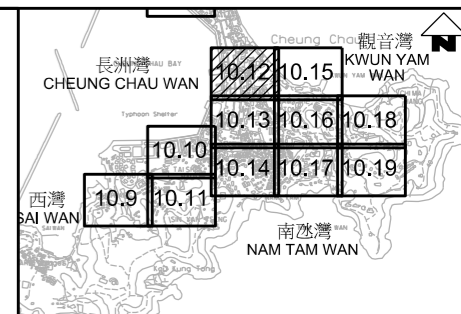 Cheung Chau
觀音灣
KWUN YAM
WAN
N
長洲灣
CHEUNG CHAU WAN
10.12
10.15
Typhoon Shelter
10.13
10.16
10.18
10.10
10.14
10.17
10.19
10.9
10.11
西灣
SAI WAN
SAI WAN
南氹灣
NAM TAM WAN